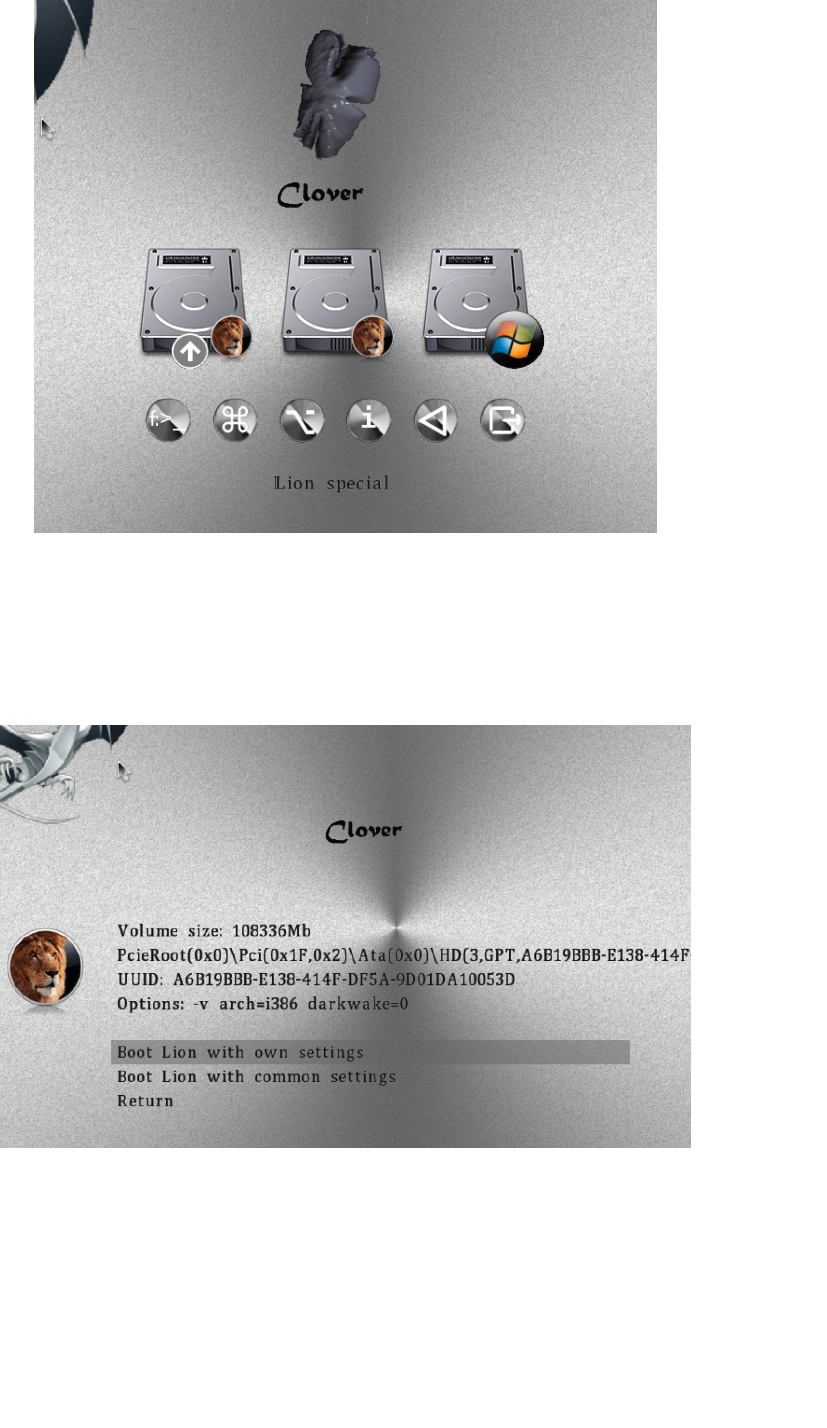 Clover
f:>_
i
Lion special
Clover
Volume size: 108336Mb
PcieRoot(0x0)\Pci(0x1F,0x2)\Ata(0x0)\HD(3,GPT,A6B19BBB-E138-414F
UUID: A6B19BBB-E138-414F-DF5A-9D01DA10053D
Options: -v arch=i386 darkwake=0
Boot Lion with own settings
Boot Lion with common settings
Return